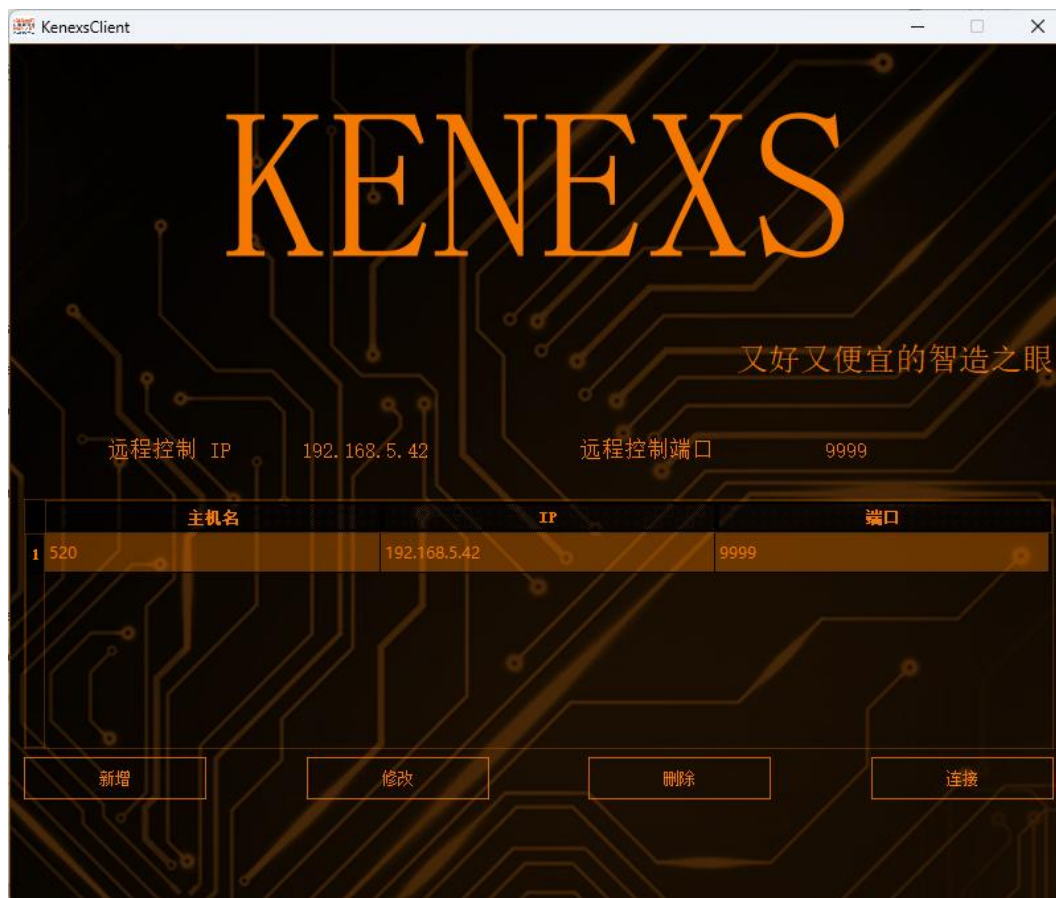 KenexsClient
KENEXS
又好又便宜的智造之眼
远程控制 IP 192.168.5.42 远程控制端口 9999
主机名 IP 端口
1 520 192.168.5.42 9999
新增 修改 删除 连接